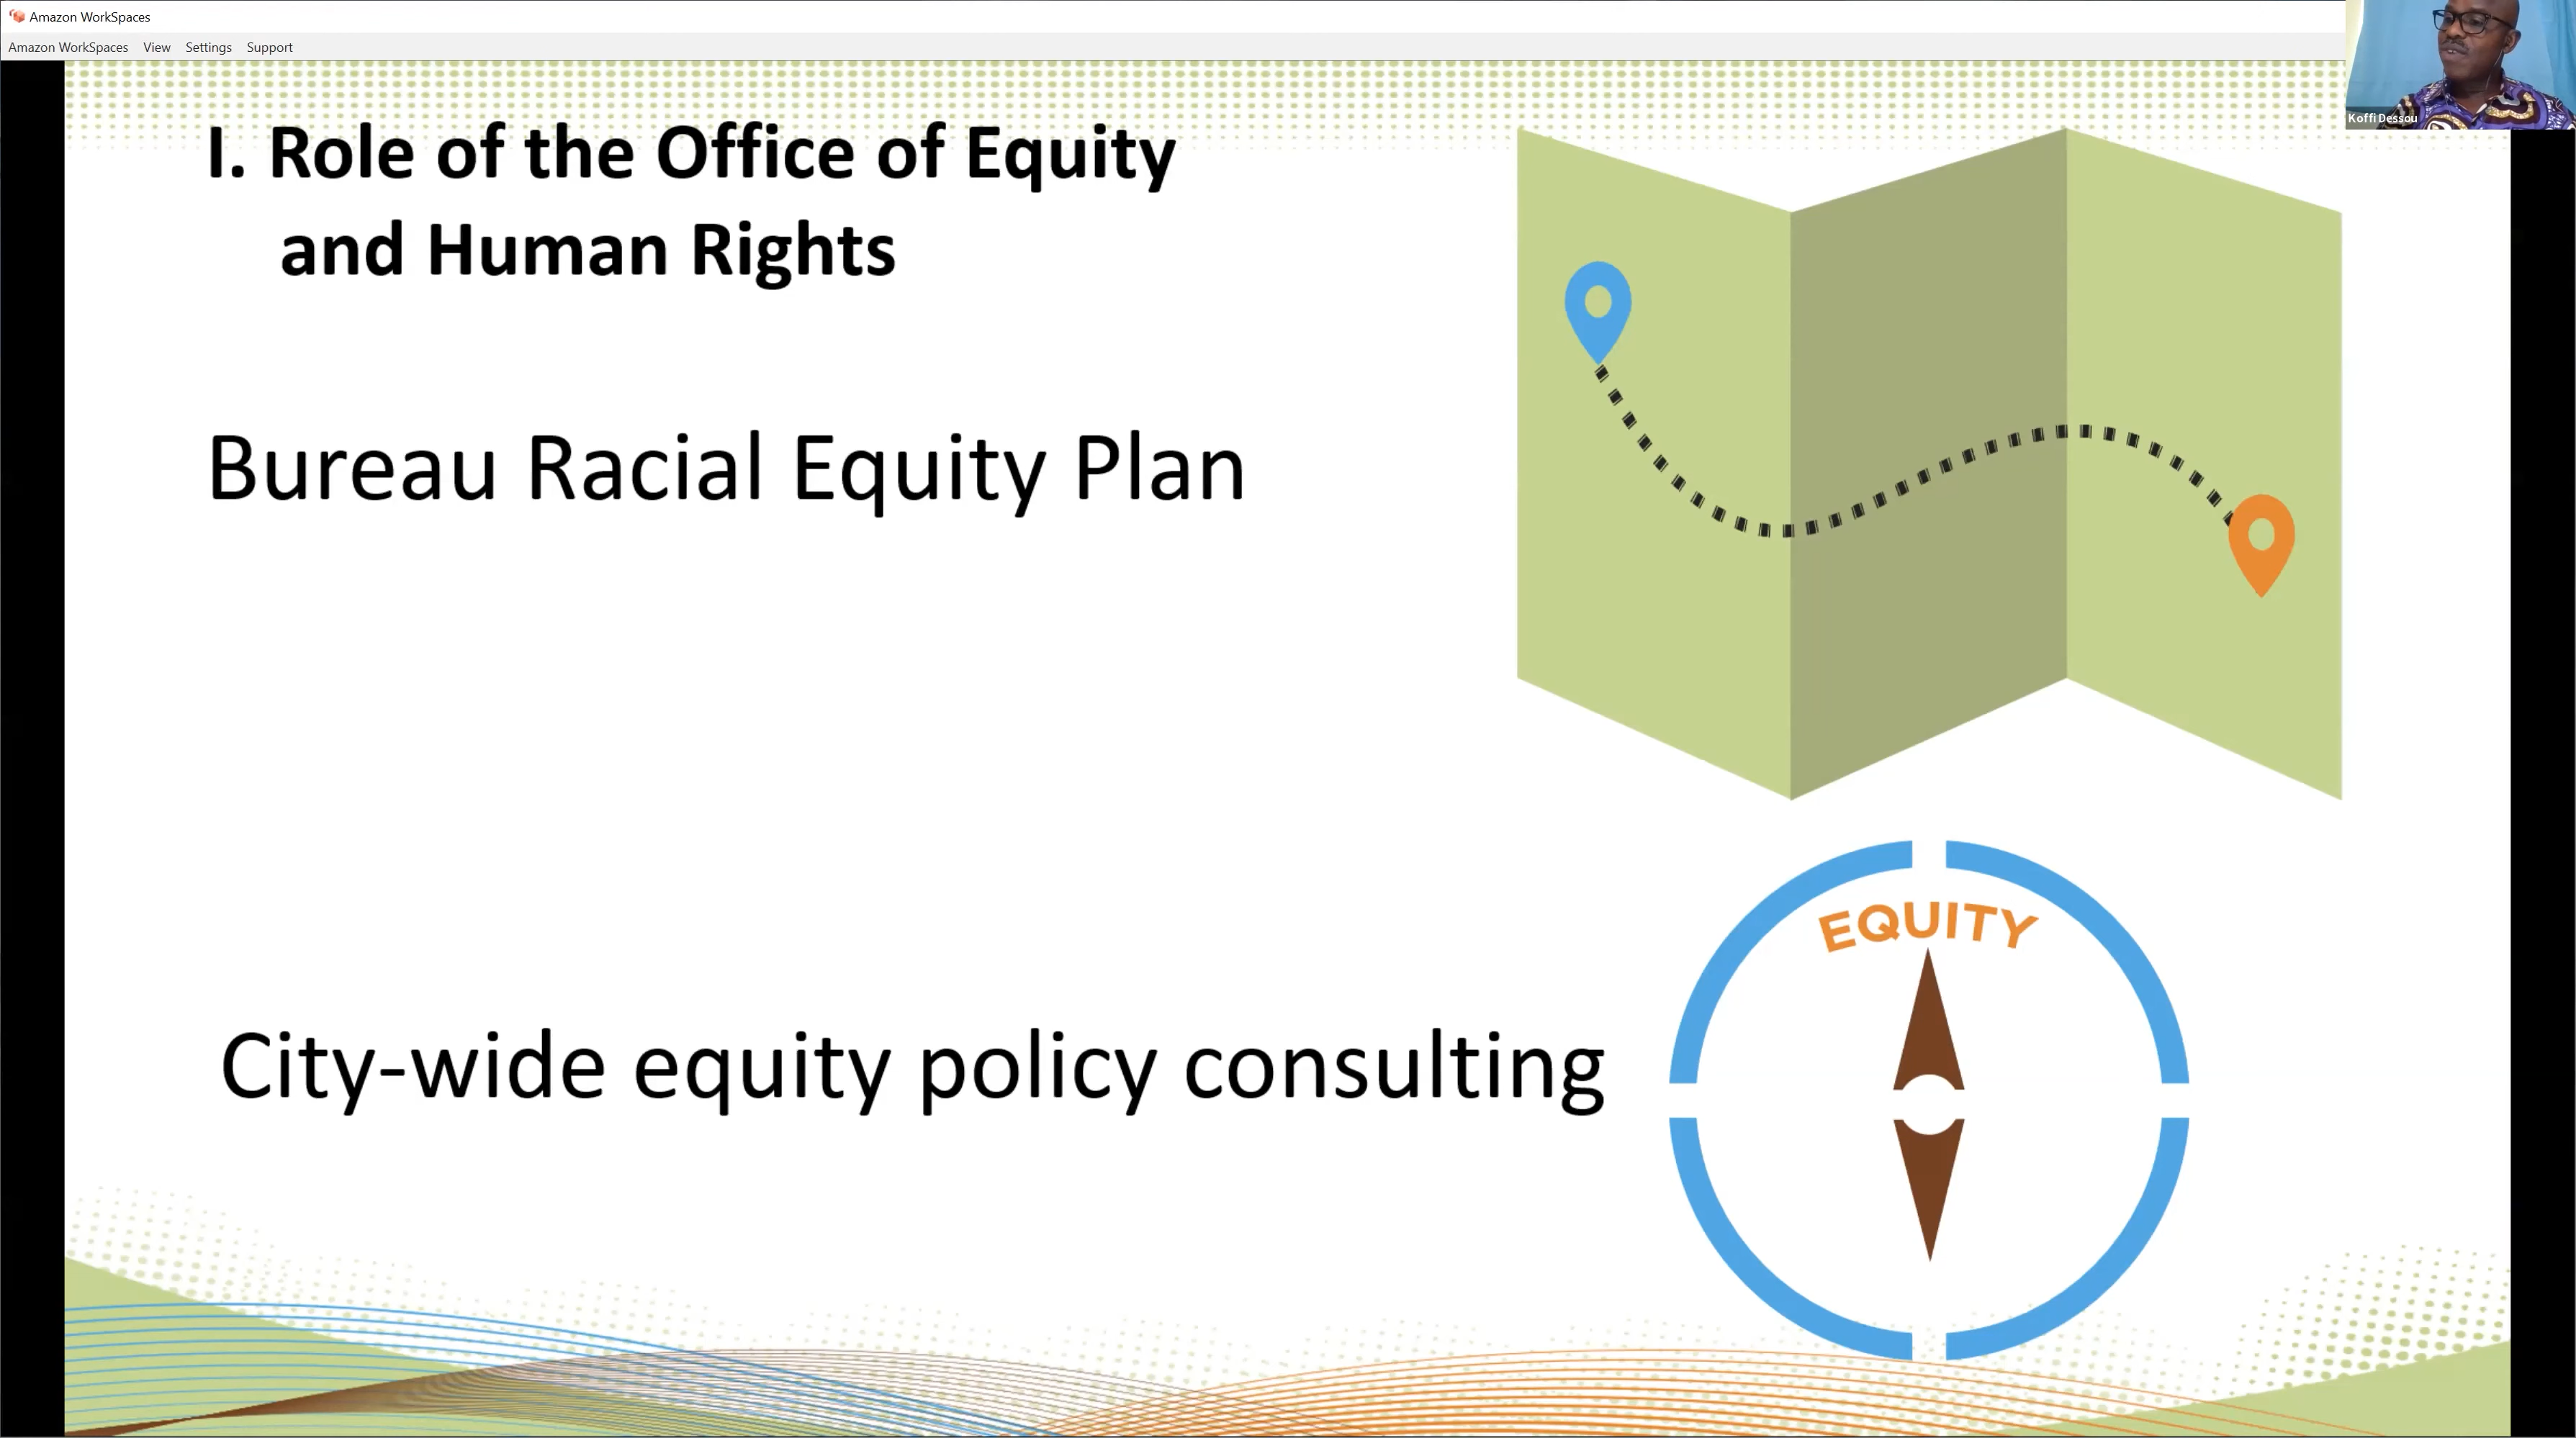 Amazon WorkSpaces
Amazon WorkSpaces View Settings Support
Koffi Dessou
I. Role of the Office of Equity
and Human Rights
Bureau Racial Equity Plan
EQUITY
City-wide equity policy consulting